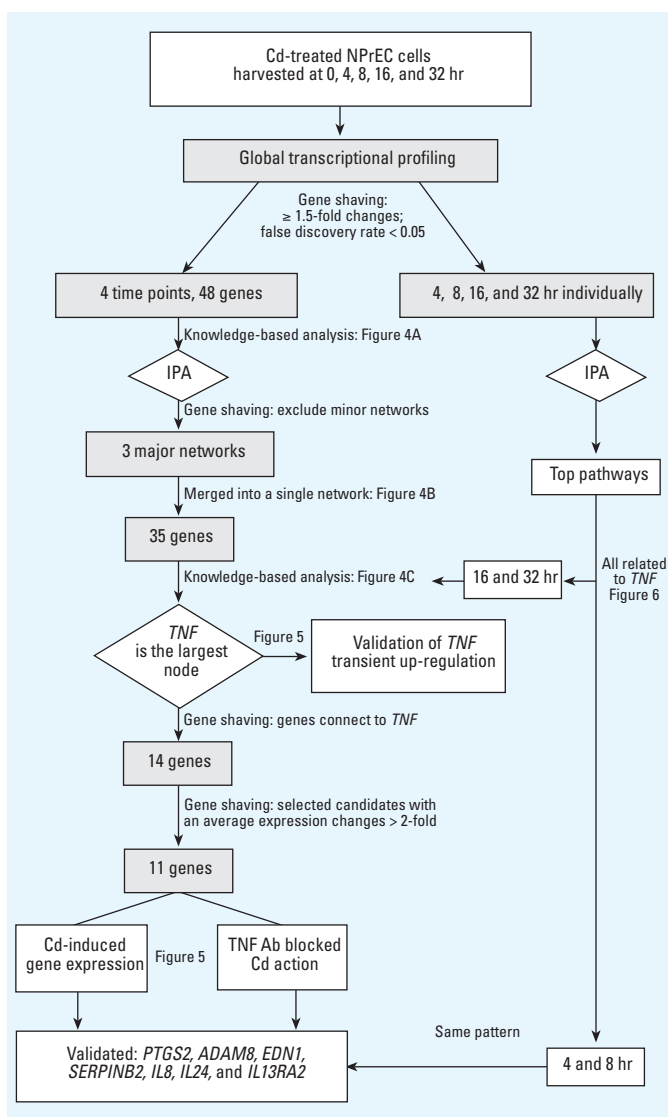 Cd-treated NPrEC cells
harvested at 0, 4, 8, 16, and 32 hr
Global transcriptional profiling
Gene shaving:
≥ 1.5-fold changes;
false discovery rate < 0.05
4 time points, 48 genes
4, 8, 16, and 32 hr individually
Knowledge-based analysis: Figure 4A
IPA
IPA
Gene shaving: exclude minor networks
3 major networks
Top pathways
Merged into a single network: Figure 4B
35 genes
Knowledge-based analysis: Figure 4C
16 and 32 hr
All related
to TNF
Figure 6
TNF
is the largest
node
Figure 5
Validation of TNF
transient up-regulation
Gene shaving: genes connect to TNF
14 genes
Gene shaving: selected candidates with
an average expression changes > 2-fold
11 genes
Cd-induced
gene expression
Figure 5
TNF Ab blocked
Cd action
Same pattern
Validated: PTGS2, ADAM8, EDN1,
SERPINB2, IL8, IL24, and IL13RA2
4 and 8 hr